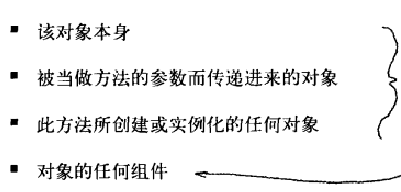 ▪ 该对象本身
▪ 被当做方法的参数而传递进来的对象
▪ 此方法所创建或实例化的任何对象
▪ 对象的任何组件